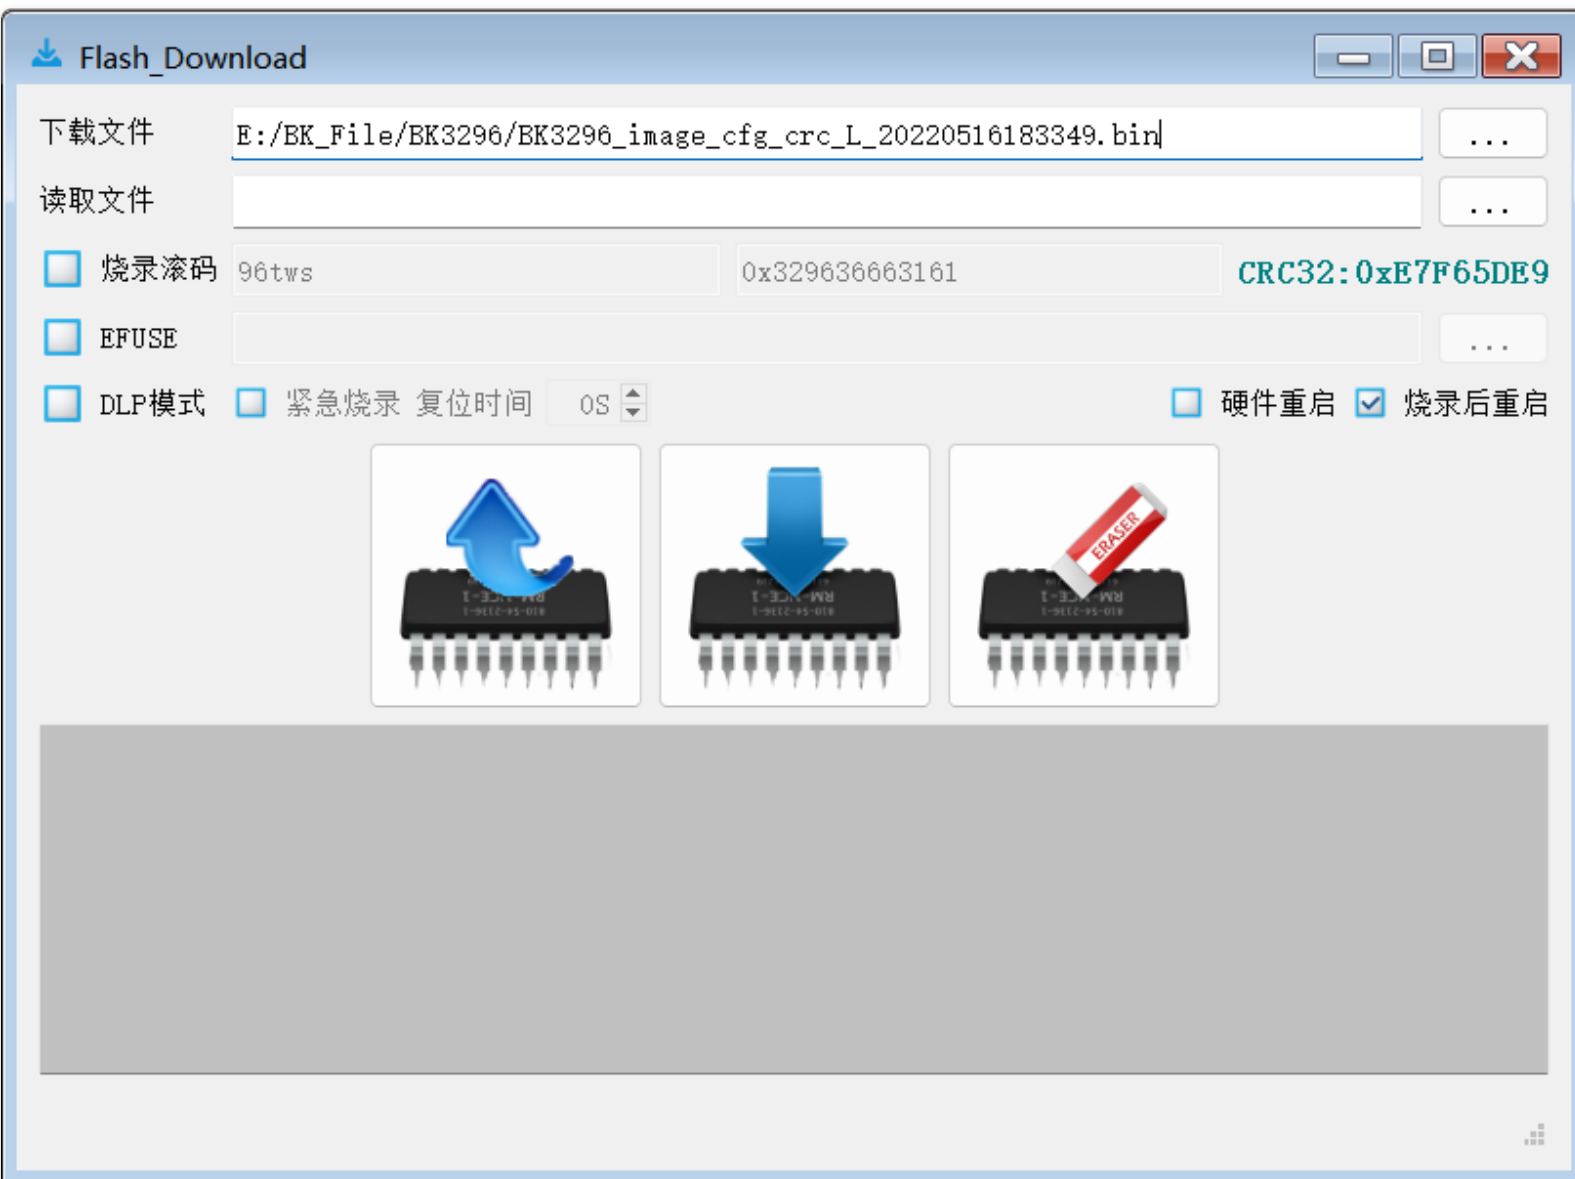 Flash_Download
下载文件 E:/BK_File/BK3296/BK3296_image_cfg_crc_L_20220516183349.bin ...
读取文件 ...
烧录滚码 96tws 0x329636663161 CRC32:0xE7F65DE9
EFUSE ...
DLP模式 紧急烧录 复位时间 0S 硬件重启 烧录后重启
ERASER